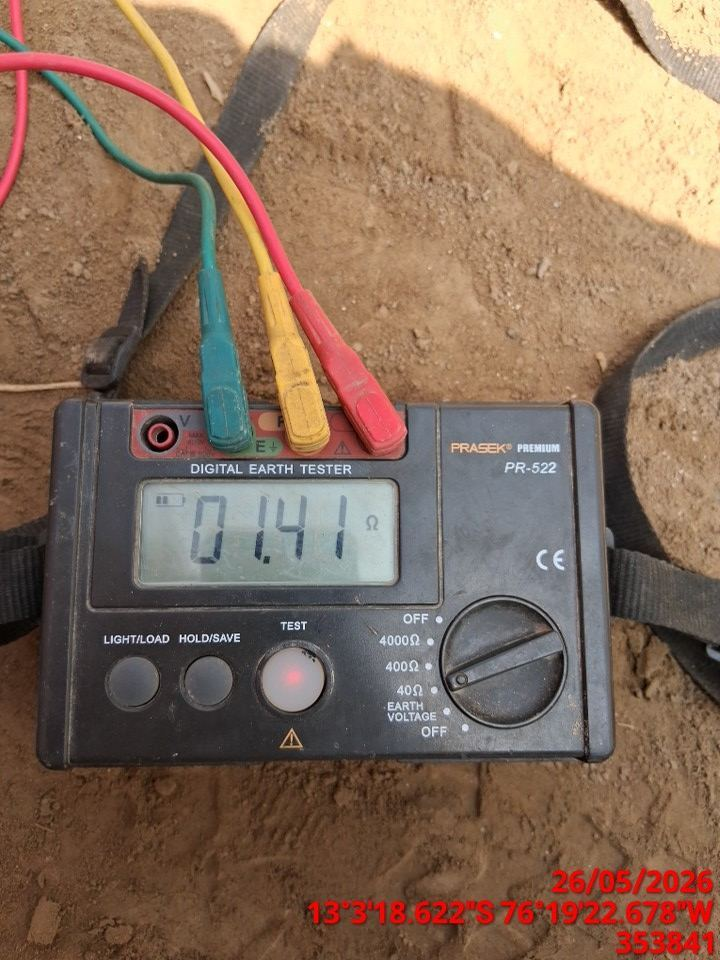 V
E
PRASEK® PREMIUM
PR-522
DIGITAL EARTH TESTER
01.41 Ω
CE
LIGHT/LOAD HOLD/SAVE TEST
OFF
4000Ω
400Ω
40Ω
EARTH
VOLTAGE
OFF
26/05/2026
13°3'18.622"S 76°19'22.678"W
353841